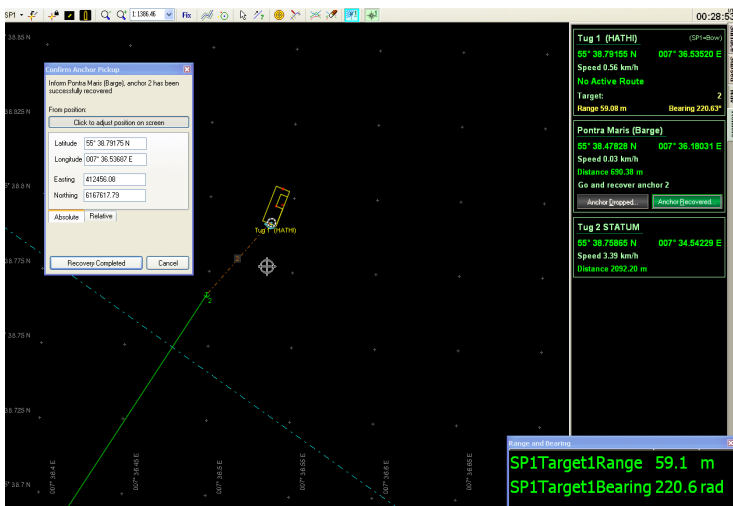 SP1
1:1386.46
Fix
SP1
00:28:53
Confirm Anchor Pickup
Inform Pontra Maris (Barge), anchor 2 has been
successfully recovered
From position:
Click to adjust position on screen
Latitude 55° 38.79175 N
Longitude 007° 36.53687 E
Easting 412456.08
Northing 6167617.79
Absolute Relative
Recovery Completed Cancel
38.85 N
38.825 N
38.8 N
38.775 N
38.75 N
38.725 N
38.7 N
Tug 1 (HATHI)
2
007° 36.4 E
007° 36.45 E
007° 36.5 E
007° 36.55 E
007° 36.6 E
007° 36.65 E
Tug 1 (HATHI) (SP1=Bow)
55° 38.79155 N 007° 36.53520 E
Speed 0.56 km/h
No Active Route
Target: 2
Range 59.08 m Bearing 220.63°
Pontra Maris (Barge)
55° 38.47828 N 007° 36.18031 E
Speed 0.03 km/h
Distance 690.38 m
Go and recover anchor 2
Anchor Dropped... Anchor Recovered...
Tug 2 STATUM
55° 38.75865 N 007° 34.54229 E
Speed 3.39 km/h
Distance 2092.20 m
Range and Bearing
SP1Target1Range 59.1 m
SP1Target1Bearing 220.6 rad